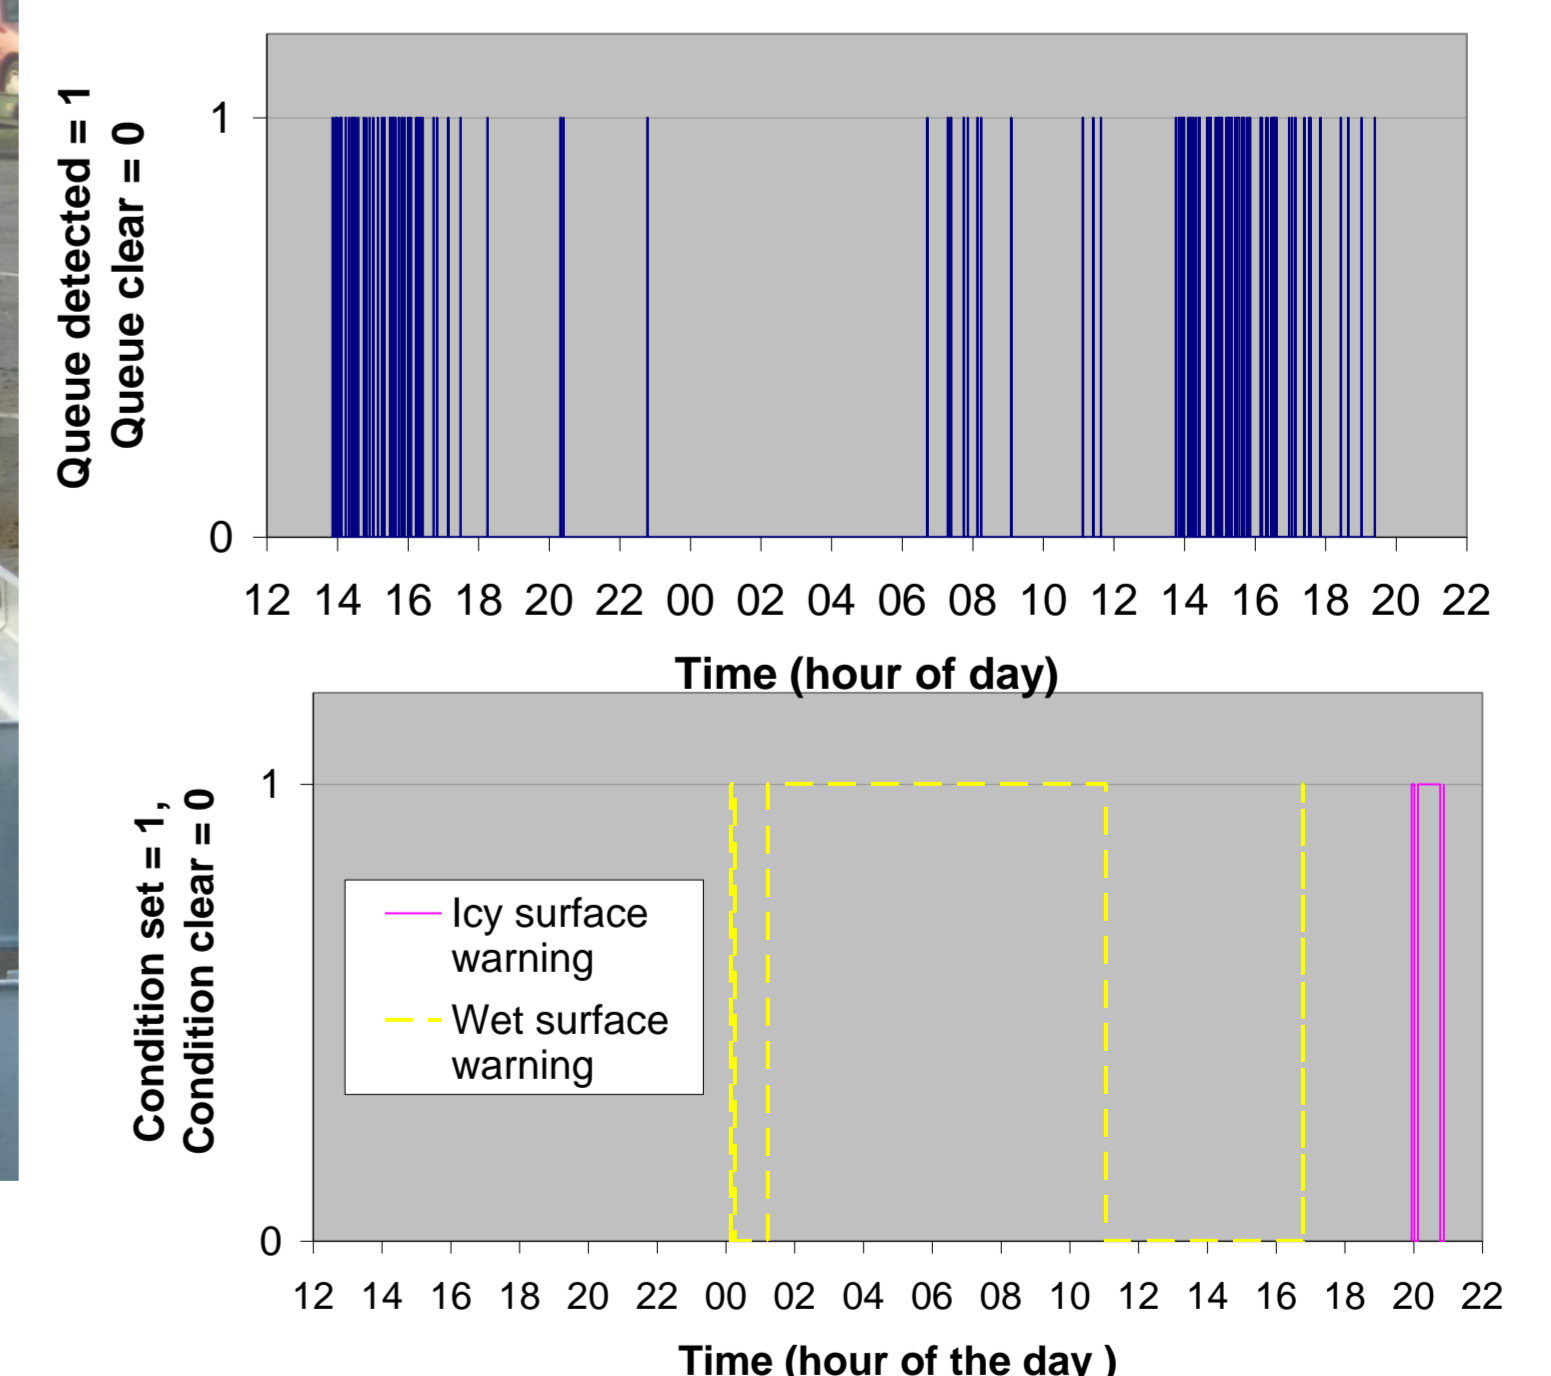 Queue detected = 1
Queue clear = 0
1
0
12 14 16 18 20 22 00 02 04 06 08 10 12 14 16 18 20 22
Time (hour of day)
Condition set = 1,
Condition clear = 0
1
0
Icy surface
warning
Wet surface
warning
12 14 16 18 20 22 00 02 04 06 08 10 12 14 16 18 20 22
Time (hour of the day )